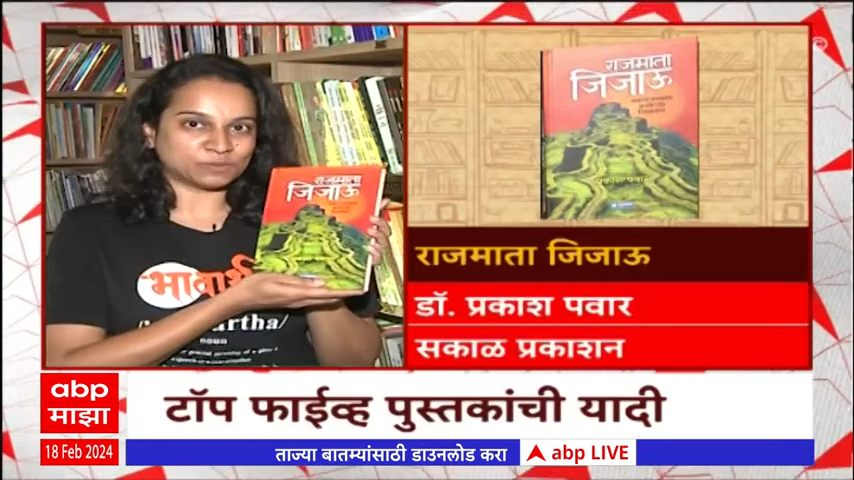 राजमाता
जिजाऊ
भावार्थ
राजमाता
जिजाऊ
प्रकाश पवार
राजमाता जिजाऊ
डॉ. प्रकाश पवार
सकाळ प्रकाशन
abp
माझा
टॉप फाईव्ह पुस्तकांची यादी
18 Feb 2024
ताज्या बातम्यांसाठी डाउनलोड करा
abp LIVE